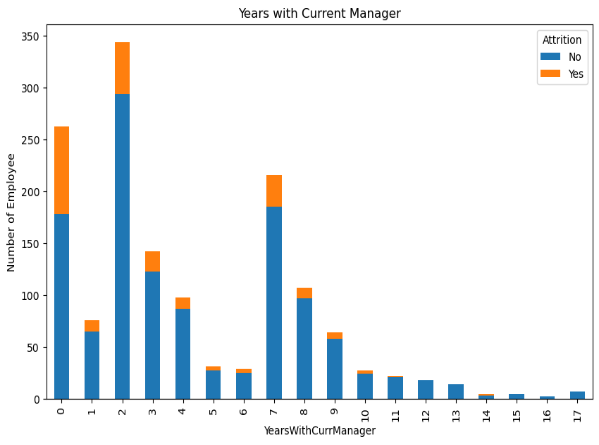 Years with Current Manager
Attrition
No
Yes
Number of Employee
350
300
250
200
150
100
50
0
0 1 2 3 4 5 6 7 8 9 10 11 12 13 14 15 16 17
YearsWithCurrManager